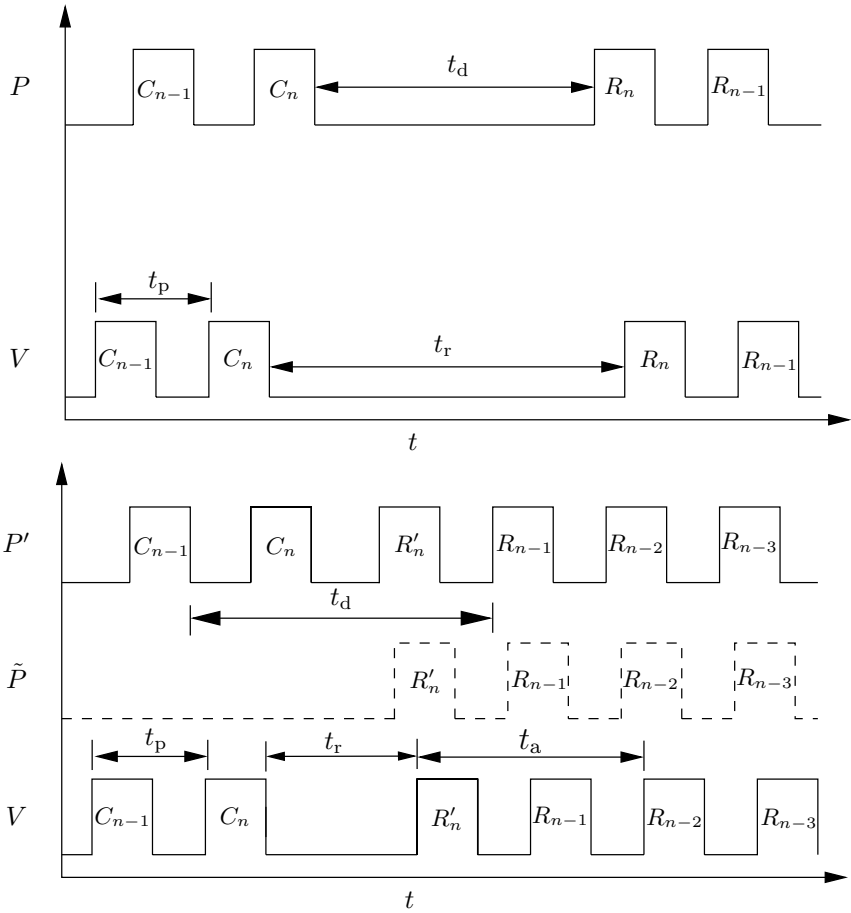 t_d
P C_{n−1} C_n R_n R_{n−1}
t_p
t_r
V C_{n−1} C_n R_n R_{n−1}
t
P′ C_{n−1} C_n R′_n R_{n−1} R_{n−2} R_{n−3}
t_d
P̃ R′_n R_{n−1} R_{n−2} R_{n−3}
t_p t_r t_a
V C_{n−1} C_n R′_n R_{n−1} R_{n−2} R_{n−3}
t